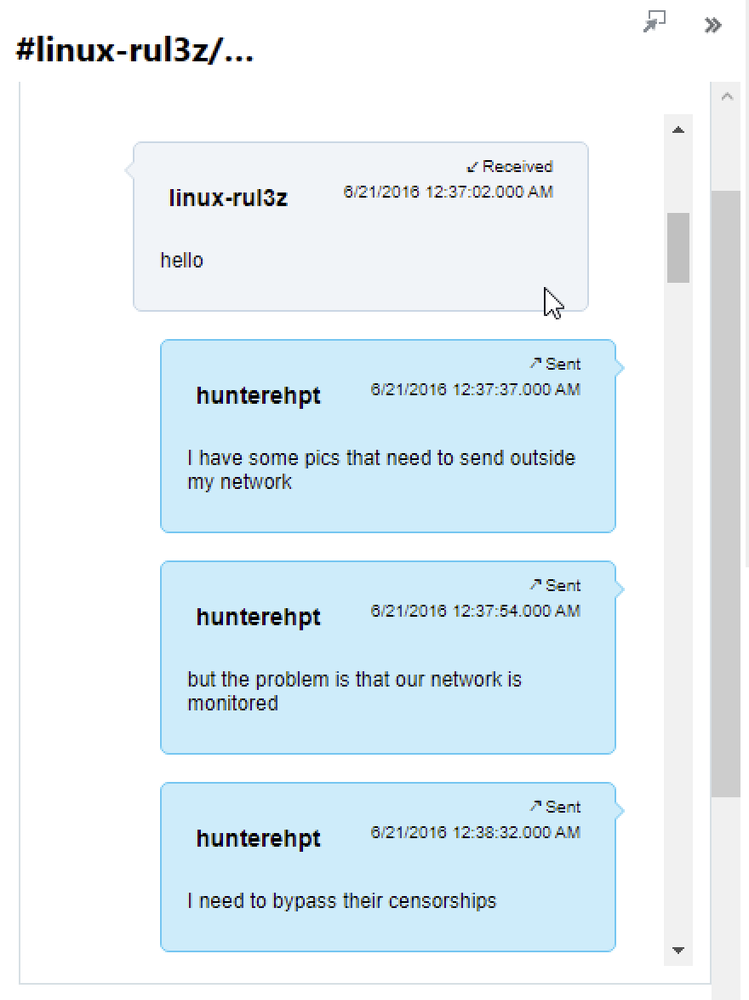 #linux-rul3z/...
Received
linux-rul3z
6/21/2016 12:37:02.000 AM
hello
Sent
hunterehpt
6/21/2016 12:37:37.000 AM
I have some pics that need to send outside
my network
Sent
hunterehpt
6/21/2016 12:37:54.000 AM
but the problem is that our network is
monitored
Sent
hunterehpt
6/21/2016 12:38:32.000 AM
I need to bypass their censorships